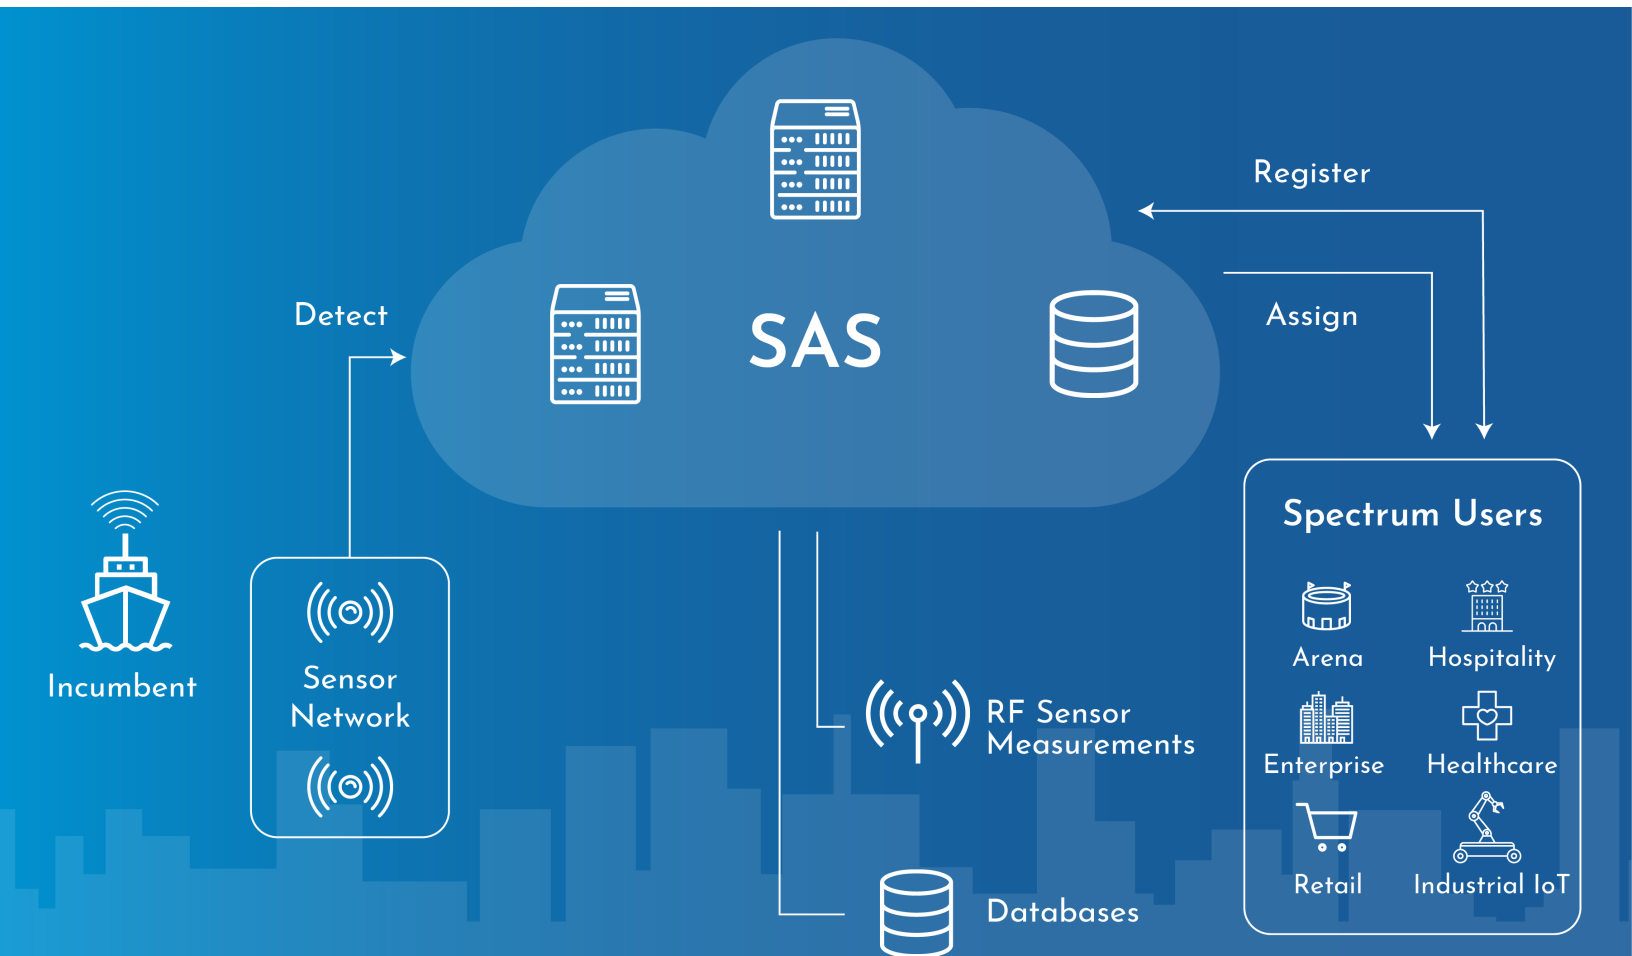 Register
Detect
SAS
Assign
Spectrum Users
Arena
Hospitality
Incumbent
Sensor
Network
RF Sensor
Measurements
Enterprise
Healthcare
Retail
Industrial IoT
Databases